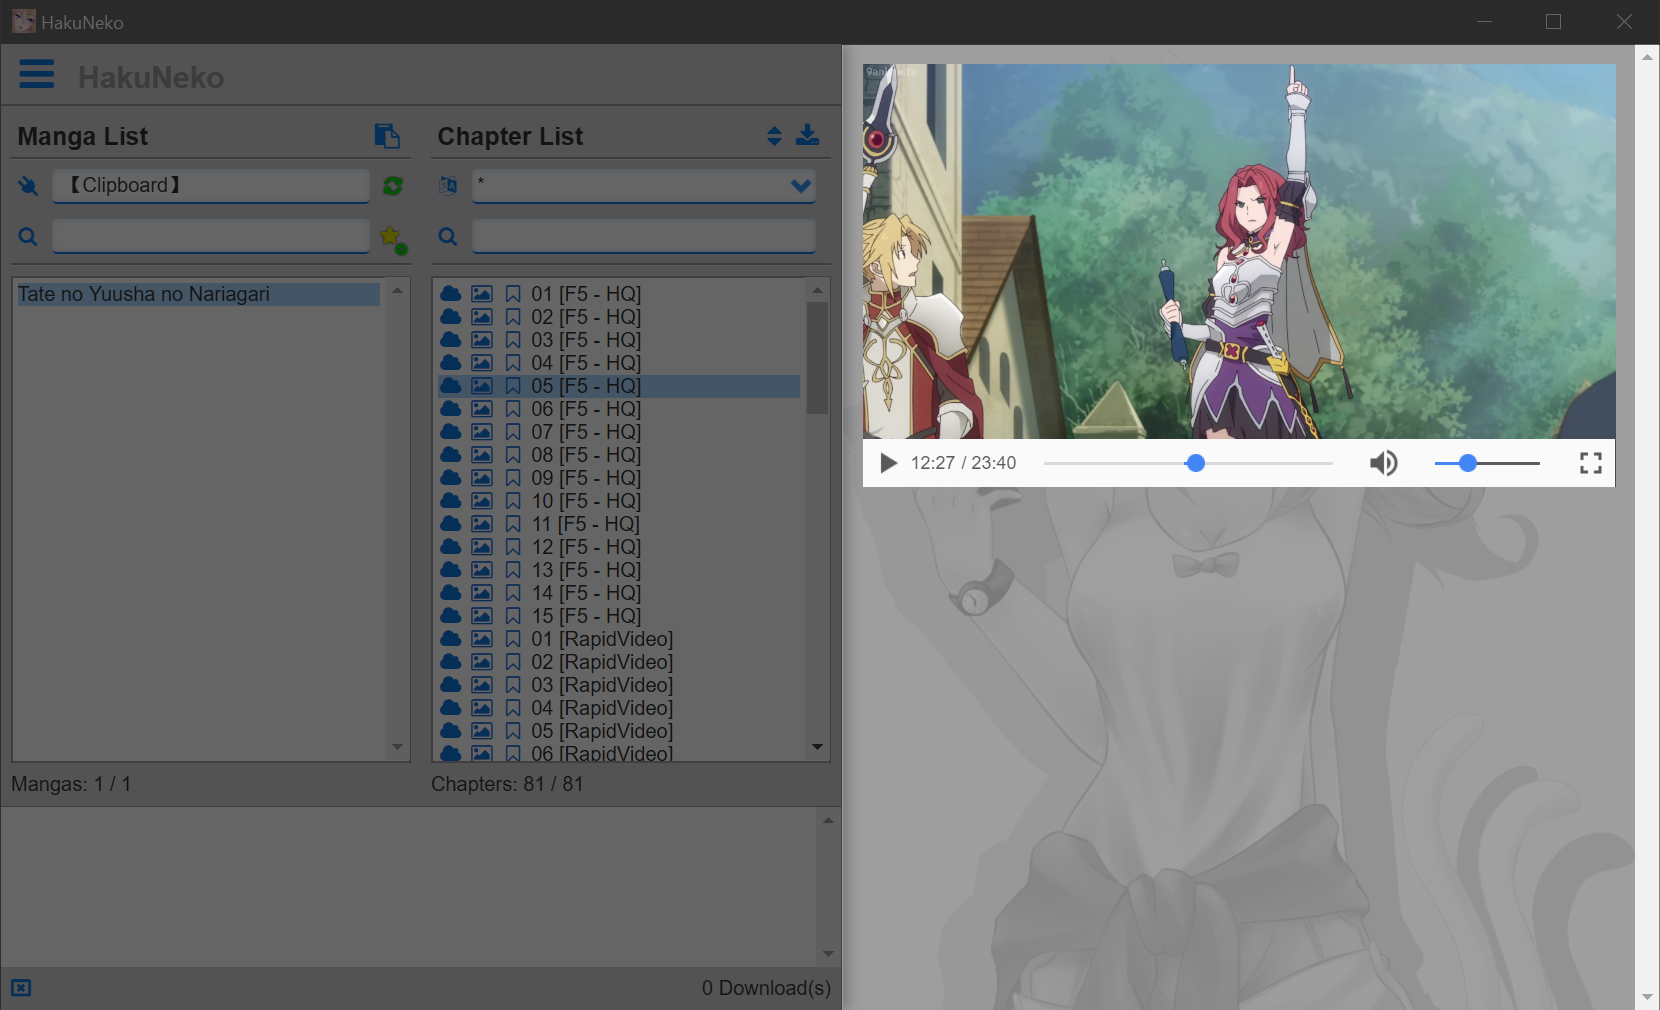 HakuNeko
HakuNeko
Manga List
Chapter List
【Clipboard】
*
Tate no Yuusha no Nariagari
01 [F5 - HQ]
02 [F5 - HQ]
03 [F5 - HQ]
04 [F5 - HQ]
05 [F5 - HQ]
06 [F5 - HQ]
07 [F5 - HQ]
08 [F5 - HQ]
09 [F5 - HQ]
10 [F5 - HQ]
11 [F5 - HQ]
12 [F5 - HQ]
13 [F5 - HQ]
14 [F5 - HQ]
15 [F5 - HQ]
01 [RapidVideo]
02 [RapidVideo]
03 [RapidVideo]
04 [RapidVideo]
05 [RapidVideo]
06 [RapidVideo]
Mangas: 1 / 1
Chapters: 81 / 81
0 Download(s)
12:27 / 23:40